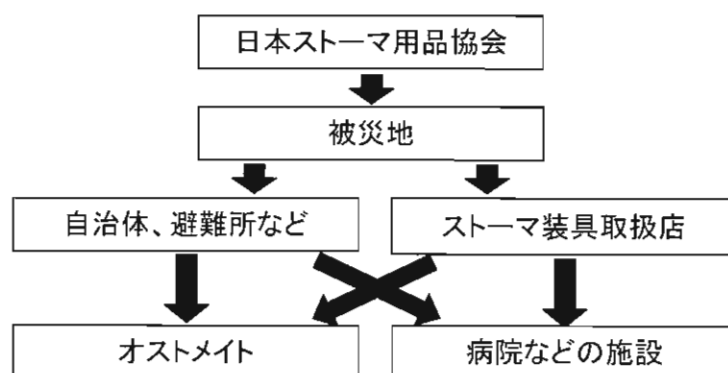 日本ストーマ用品協会
被災地
自治体、避難所など
ストーマ装具取扱店
オストメイト
病院などの施設